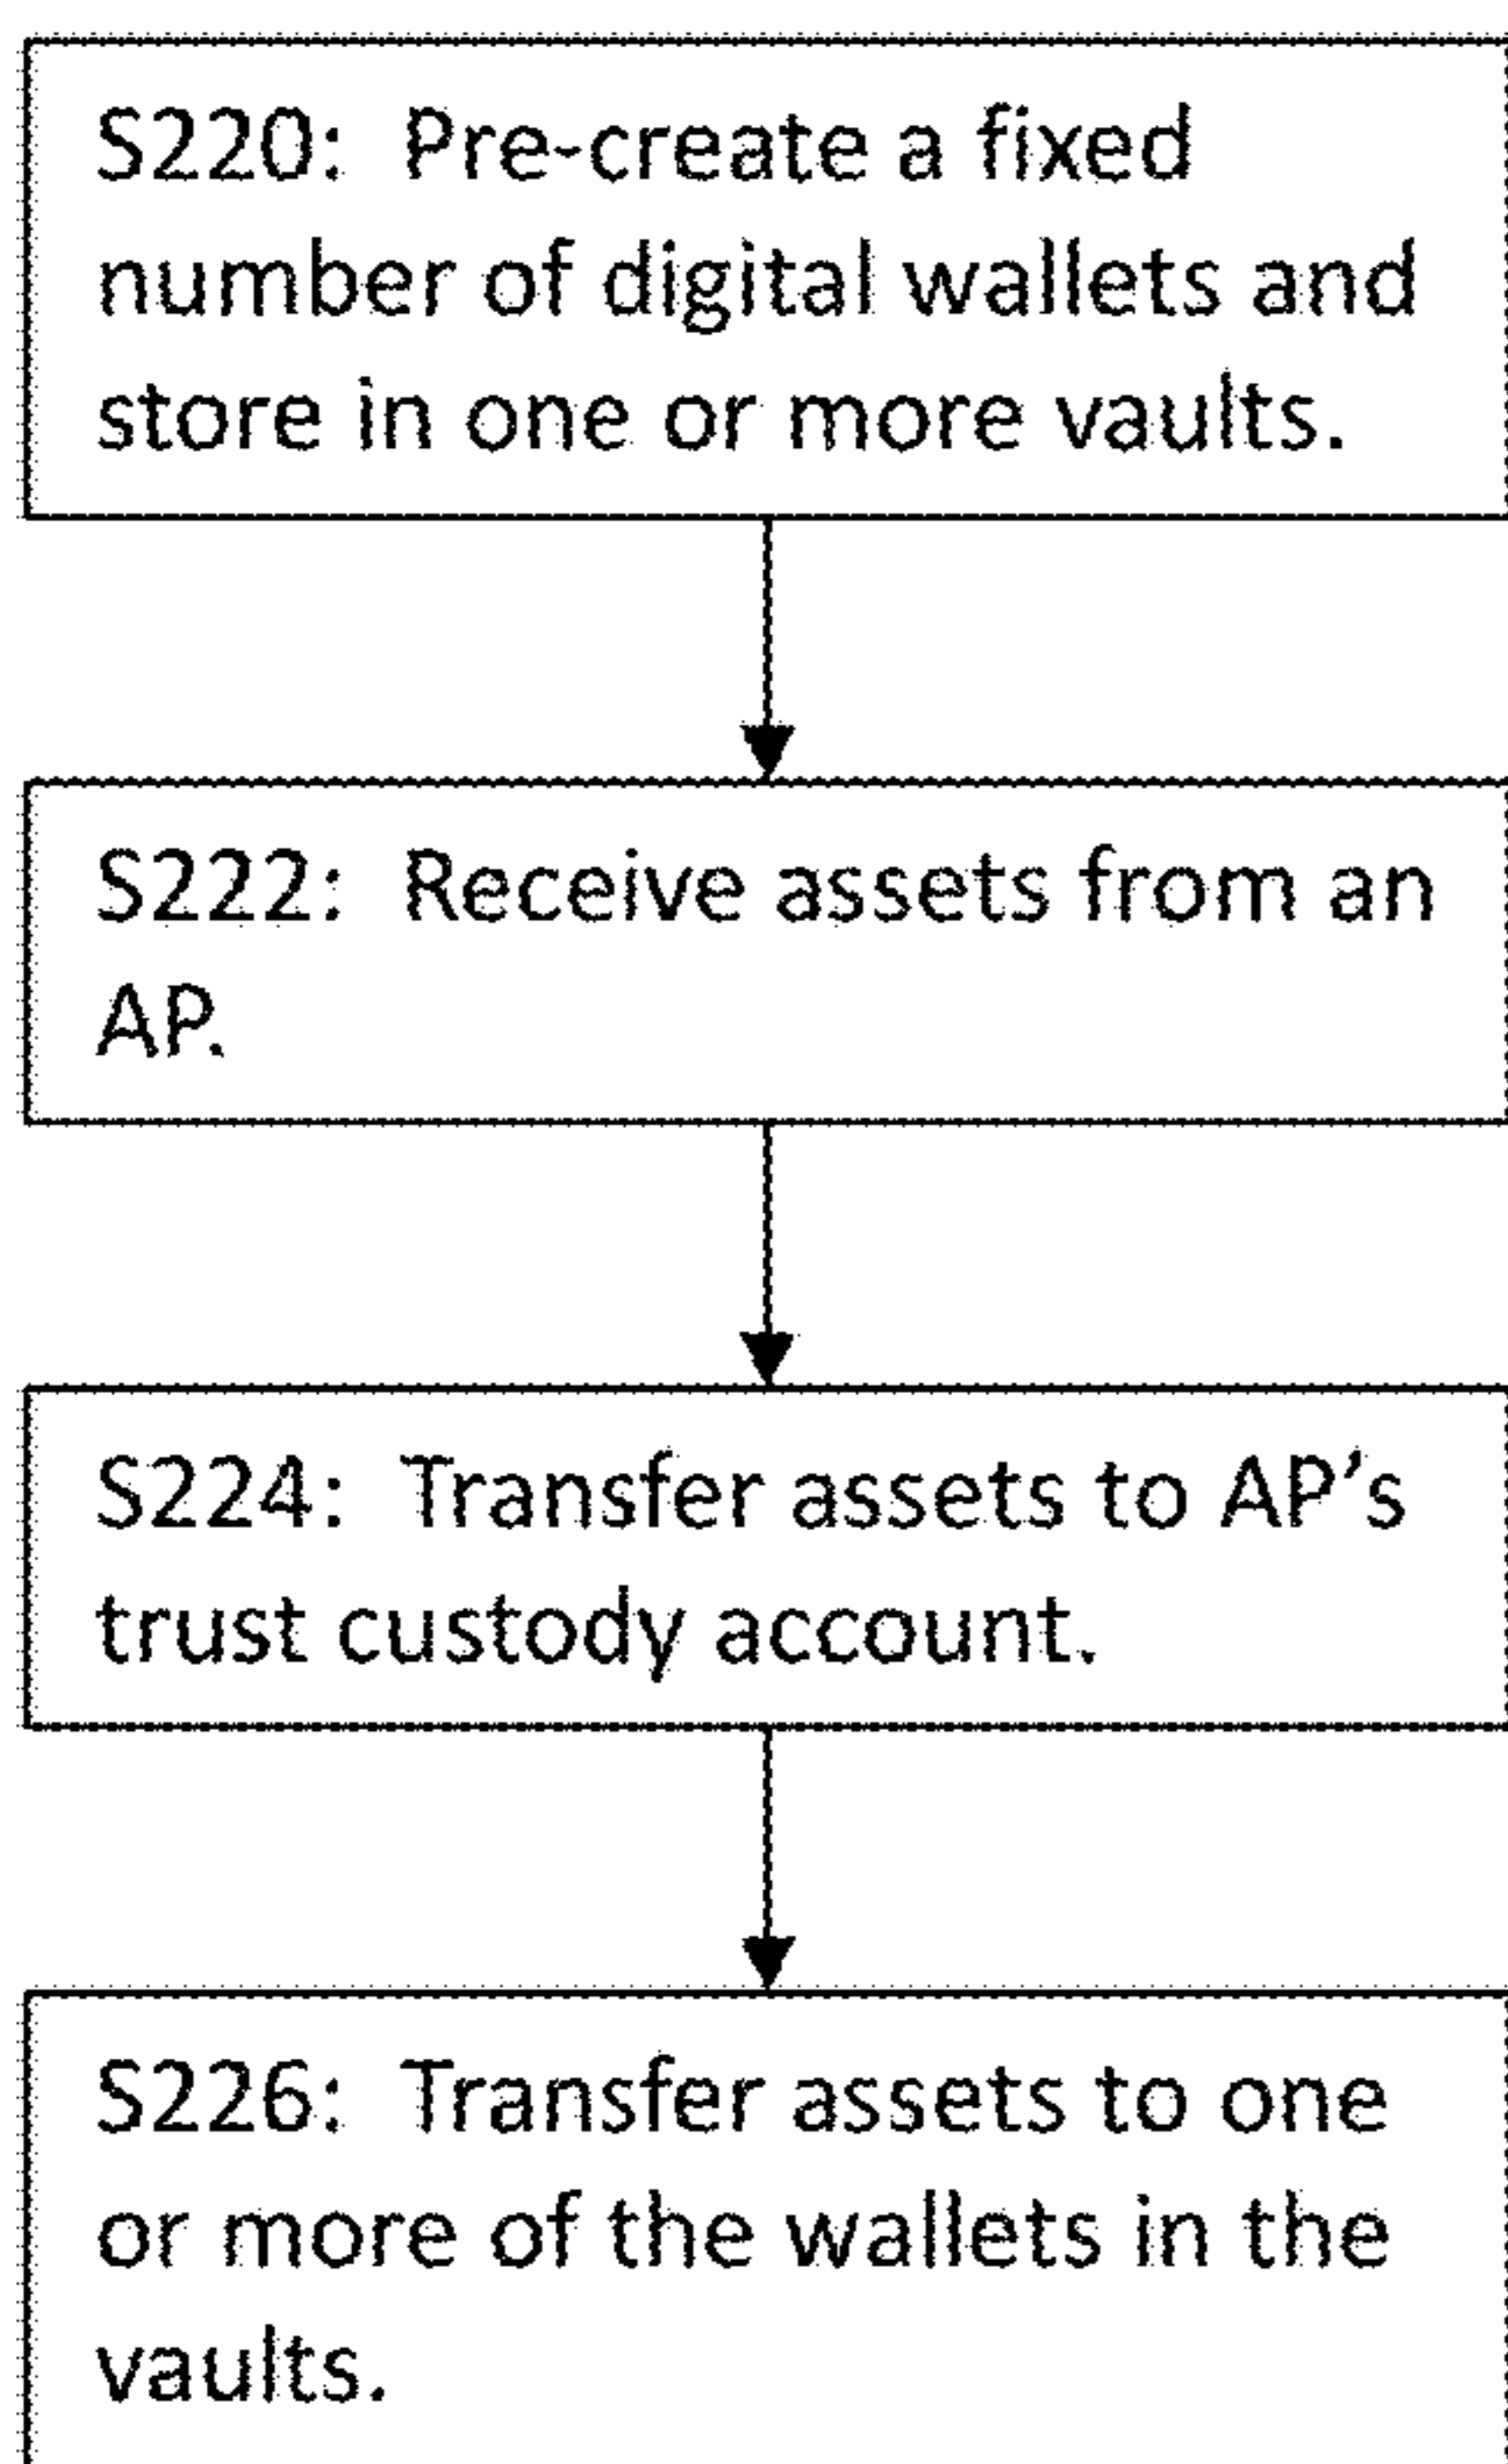 S220:  Pre-create a fixed
number of digital wallets and
store in one or more vaults.
S222:  Receive assets from an
AP.
S224:  Transfer assets to AP’s
trust custody account.
S226:  Transfer assets to one
or more of the wallets in the
vaults.